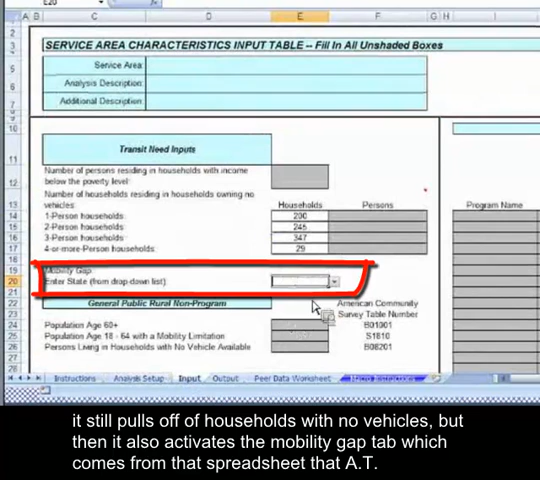 E20
fx
A B C D E F G H I
SERVICE AREA CHARACTERISTICS INPUT TABLE -- Fill In All Unshaded Boxes
Service Area:
Analysis Description:
Additional Description:
Transit Need Inputs
Number of persons residing in households with income
below the poverty level:
Number of households residing in households owning no
vehicles: Households Persons Program Name
1-Person households: 200
2-Person households: 245
3-Person households: 347
4-or-more-Person households: 29
Mobility Gap
Enter State (from drop-down list)
General Public Rural Non-Program American Community
Survey Table Number
Population Age 60+ B01001
Population Age 18 - 64 with a Mobility Limitation S1810
Persons Living in Households with No Vehicle Available B08201
Instructions Analysis Setup Input Output Peer Data Worksheet
it still pulls off of households with no vehicles, but
then it also activates the mobility gap tab which
comes from that spreadsheet that A.T.